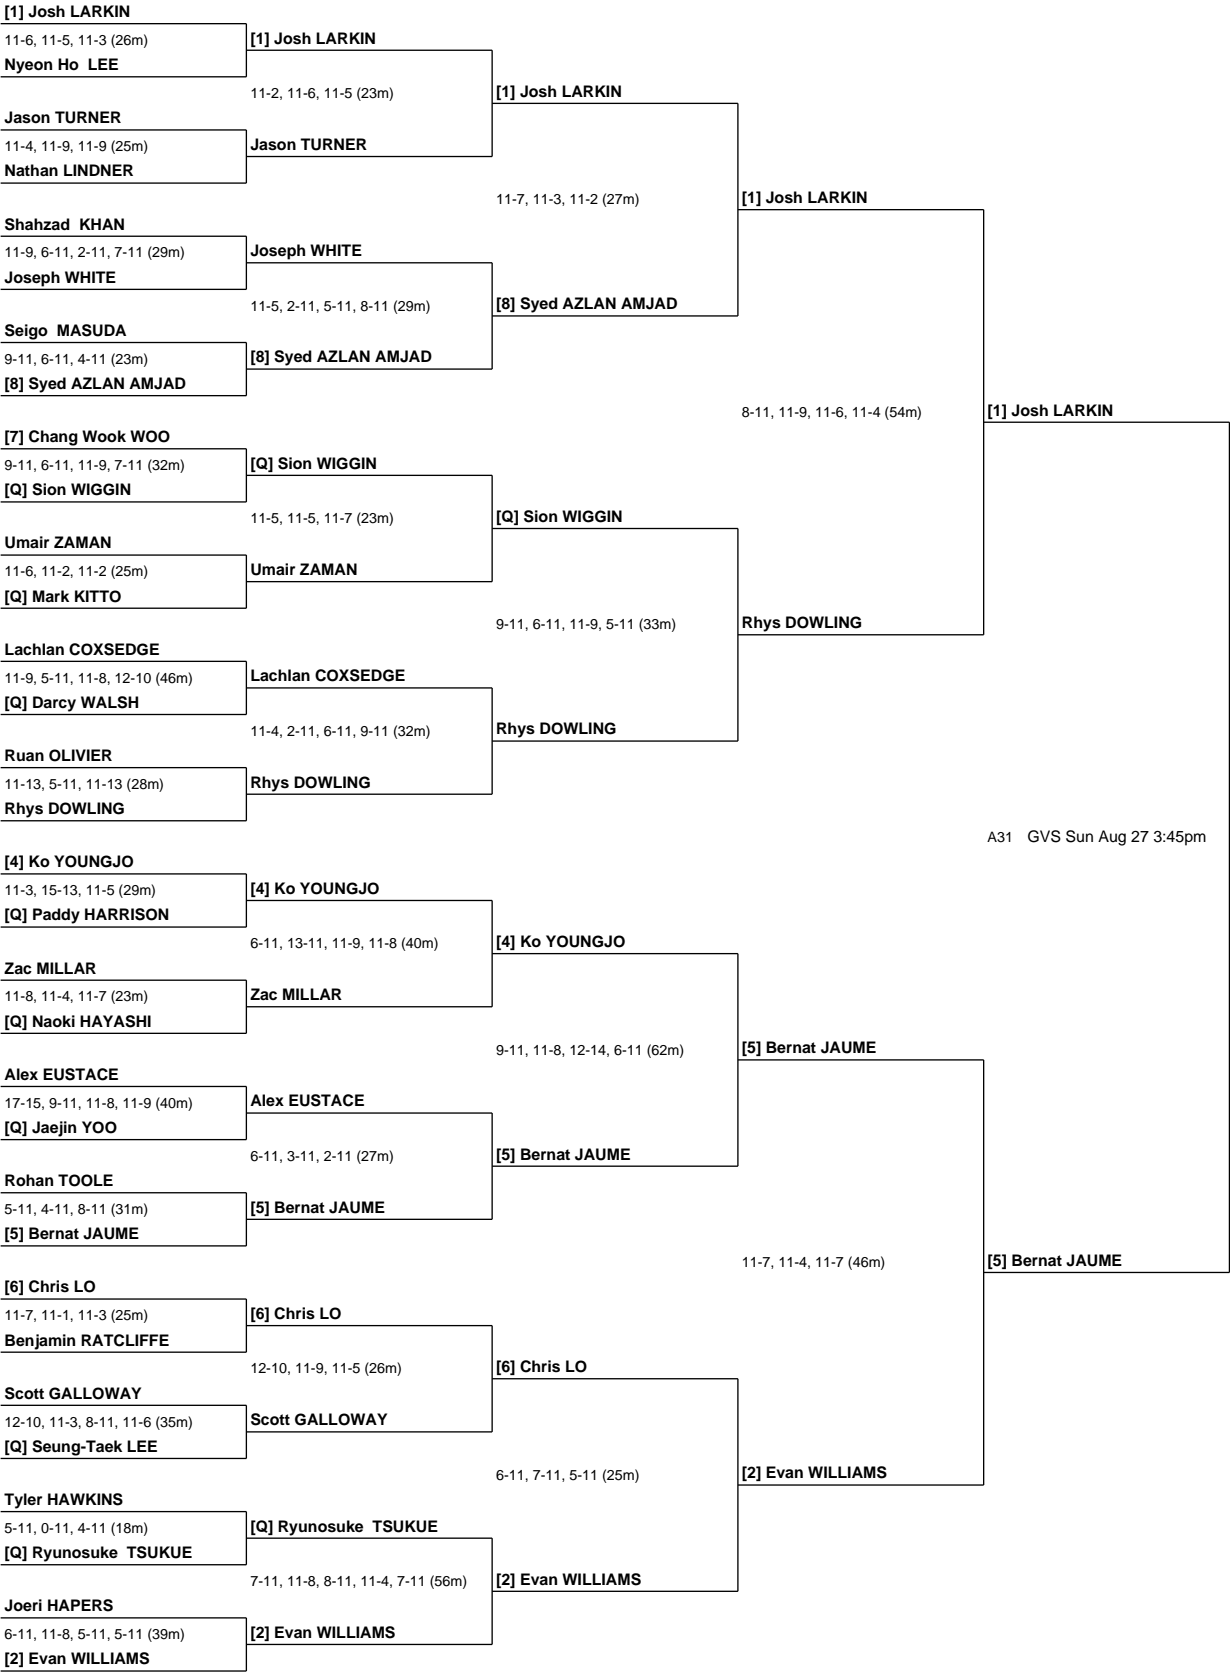 [1] Josh LARKIN
11-6, 11-5, 11-3 (26m)
[1] Josh LARKIN
Nyeon Ho  LEE
11-2, 11-6, 11-5 (23m)
[1] Josh LARKIN
Jason TURNER
11-4, 11-9, 11-9 (25m)
Jason TURNER
Nathan LINDNER
11-7, 11-3, 11-2 (27m)
[1] Josh LARKIN
Shahzad  KHAN
11-9, 6-11, 2-11, 7-11 (29m)
Joseph WHITE
Joseph WHITE
11-5, 2-11, 5-11, 8-11 (29m)
[8] Syed AZLAN AMJAD
Seigo  MASUDA
9-11, 6-11, 4-11 (23m)
[8] Syed AZLAN AMJAD
[8] Syed AZLAN AMJAD
8-11, 11-9, 11-6, 11-4 (54m)
[1] Josh LARKIN
[7] Chang Wook WOO
9-11, 6-11, 11-9, 7-11 (32m)
[Q] Sion WIGGIN
[Q] Sion WIGGIN
11-5, 11-5, 11-7 (23m)
[Q] Sion WIGGIN
Umair ZAMAN
11-6, 11-2, 11-2 (25m)
Umair ZAMAN
[Q] Mark KITTO
9-11, 6-11, 11-9, 5-11 (33m)
Rhys DOWLING
Lachlan COXSEDGE
11-9, 5-11, 11-8, 12-10 (46m)
Lachlan COXSEDGE
[Q] Darcy WALSH
11-4, 2-11, 6-11, 9-11 (32m)
Rhys DOWLING
Ruan OLIVIER
11-13, 5-11, 11-13 (28m)
Rhys DOWLING
Rhys DOWLING
A31 GVS Sun Aug 27 3:45pm
[4] Ko YOUNGJO
11-3, 15-13, 11-5 (29m)
[4] Ko YOUNGJO
[Q] Paddy HARRISON
6-11, 13-11, 11-9, 11-8 (40m)
[4] Ko YOUNGJO
Zac MILLAR
11-8, 11-4, 11-7 (23m)
Zac MILLAR
[Q] Naoki HAYASHI
9-11, 11-8, 12-14, 6-11 (62m)
[5] Bernat JAUME
Alex EUSTACE
17-15, 9-11, 11-8, 11-9 (40m)
Alex EUSTACE
[Q] Jaejin YOO
6-11, 3-11, 2-11 (27m)
[5] Bernat JAUME
Rohan TOOLE
5-11, 4-11, 8-11 (31m)
[5] Bernat JAUME
[5] Bernat JAUME
11-7, 11-4, 11-7 (46m)
[5] Bernat JAUME
[6] Chris LO
11-7, 11-1, 11-3 (25m)
[6] Chris LO
Benjamin RATCLIFFE
12-10, 11-9, 11-5 (26m)
[6] Chris LO
Scott GALLOWAY
12-10, 11-3, 8-11, 11-6 (35m)
Scott GALLOWAY
[Q] Seung-Taek LEE
6-11, 7-11, 5-11 (25m)
[2] Evan WILLIAMS
Tyler HAWKINS
5-11, 0-11, 4-11 (18m)
[Q] Ryunosuke  TSUKUE
[Q] Ryunosuke  TSUKUE
7-11, 11-8, 8-11, 11-4, 7-11 (56m)
[2] Evan WILLIAMS
Joeri HAPERS
6-11, 11-8, 5-11, 5-11 (39m)
[2] Evan WILLIAMS
[2] Evan WILLIAMS